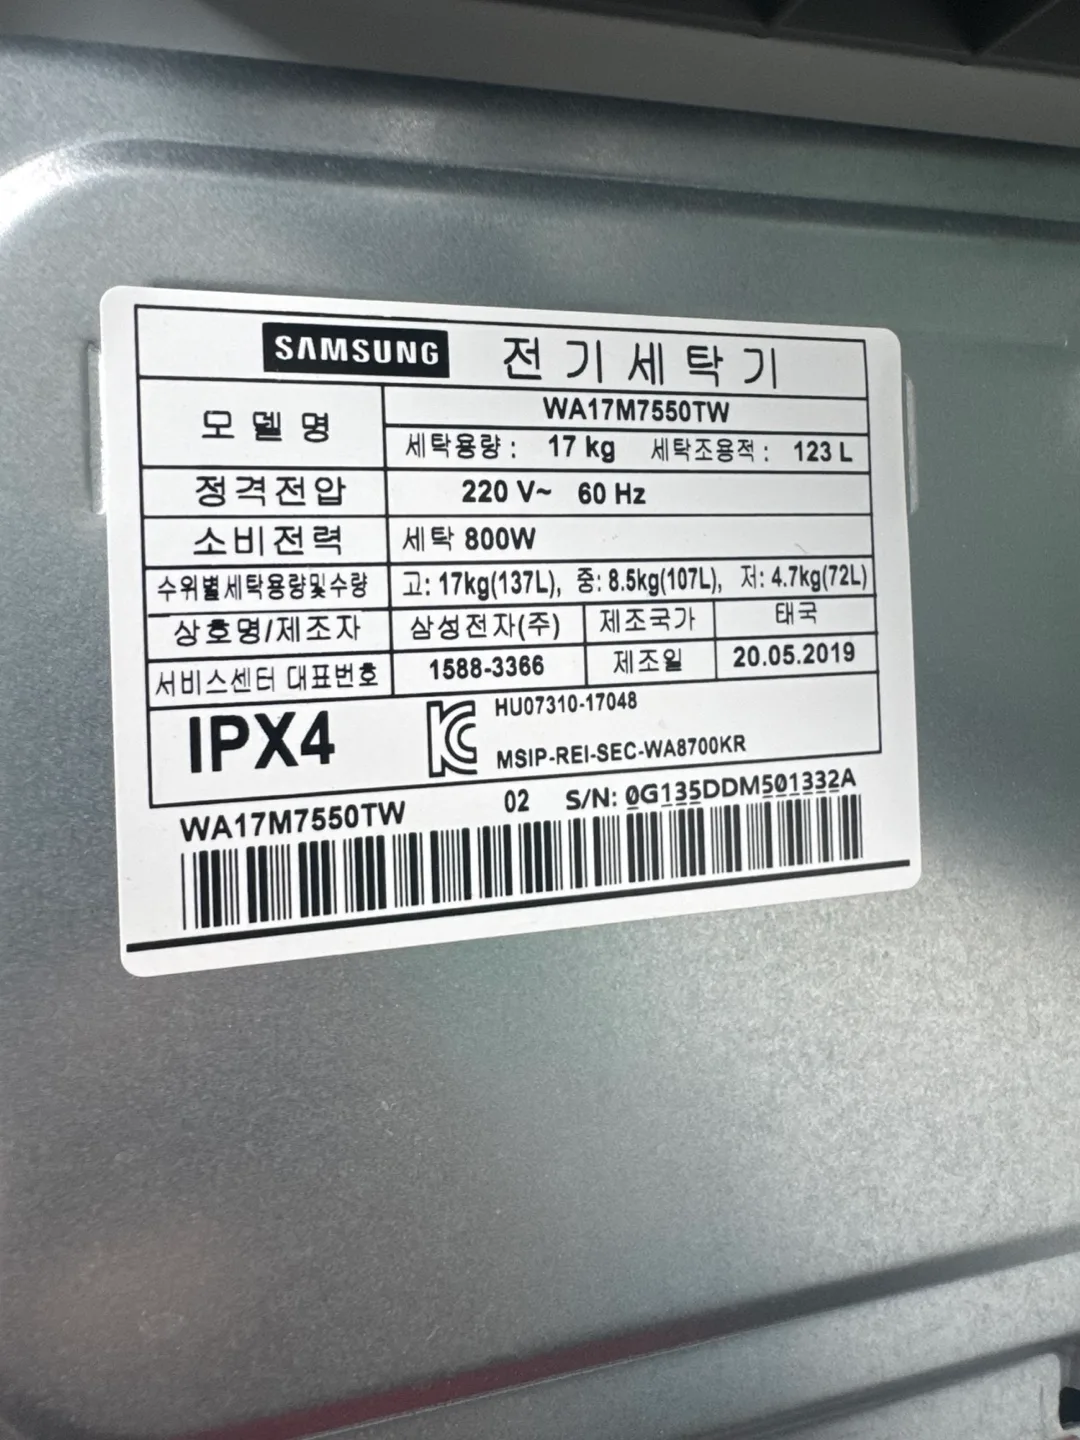 SAMSUNG 전기세탁기
모델명 WA17M7550TW
세탁용량 : 17 kg 세탁조용적 : 123 L
정격전압 220 V~ 60 Hz
소비전력 세탁 800W
수위별세탁용량및수량 고: 17kg(137L), 중: 8.5kg(107L), 저: 4.7kg(72L)
상호명/제조자 삼성전자(주) 제조국가 태국
서비스센터 대표번호 1588-3366 제조일 20.05.2019
IPX4 HU07310-17048
MSIP-REI-SEC-WA8700KR
WA17M7550TW 02 S/N: 0G135DDM501332A